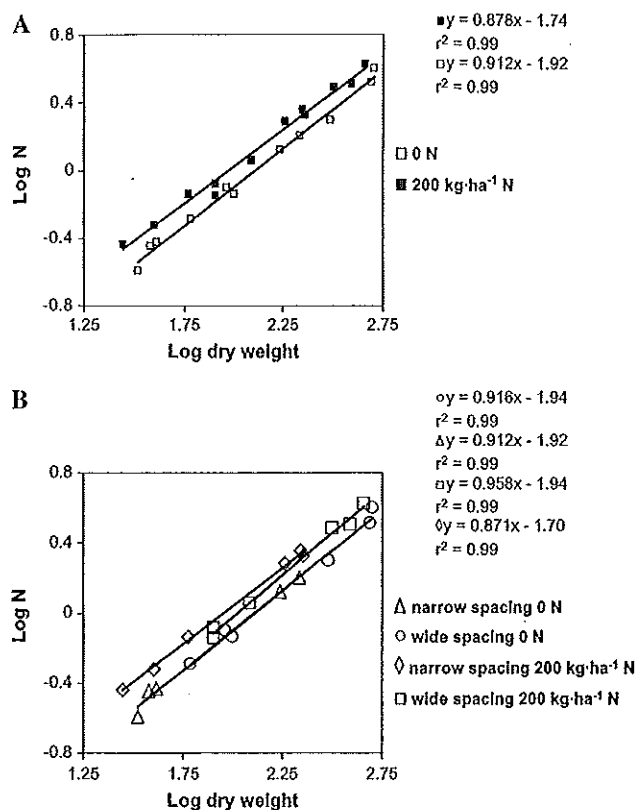 A
■y = 0.878x - 1.74
r² = 0.99
□y = 0.912x - 1.92
r² = 0.99
□ 0 N
■ 200 kg·ha⁻¹ N
0.8
0.4
0
-0.4
-0.8
Log N
1.25 1.75 2.25 2.75
Log dry weight
B
○y = 0.916x - 1.94
r² = 0.99
△y = 0.912x - 1.92
r² = 0.99
□y = 0.958x - 1.94
r² = 0.99
◊y = 0.871x - 1.70
r² = 0.99
△ narrow spacing 0 N
○ wide spacing 0 N
◊ narrow spacing 200 kg·ha⁻¹ N
□ wide spacing 200 kg·ha⁻¹ N
0.8
0.4
0
-0.4
-0.8
Log N
1.25 1.75 2.25 2.75
Log dry weight